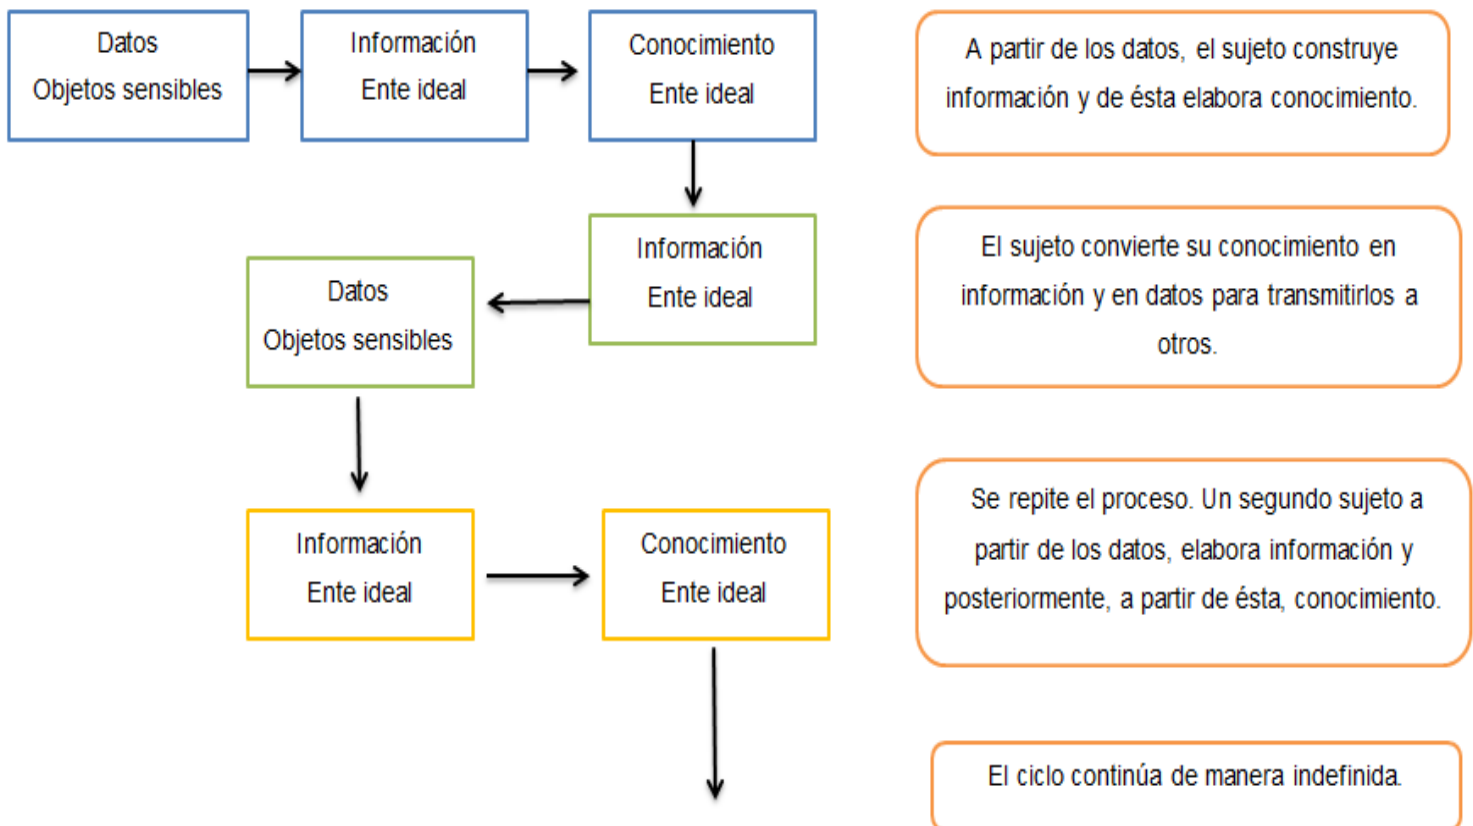 Datos
Objetos sensibles
Información
Ente ideal
Conocimiento
Ente ideal
A partir de los datos, el sujeto construye
información y de ésta elabora conocimiento.
Información
Ente ideal
Datos
Objetos sensibles
El sujeto convierte su conocimiento en
información y en datos para transmitirlos a
otros.
Información
Ente ideal
Conocimiento
Ente ideal
Se repite el proceso. Un segundo sujeto a
partir de los datos, elabora información y
posteriormente, a partir de ésta, conocimiento.
El ciclo continúa de manera indefinida.